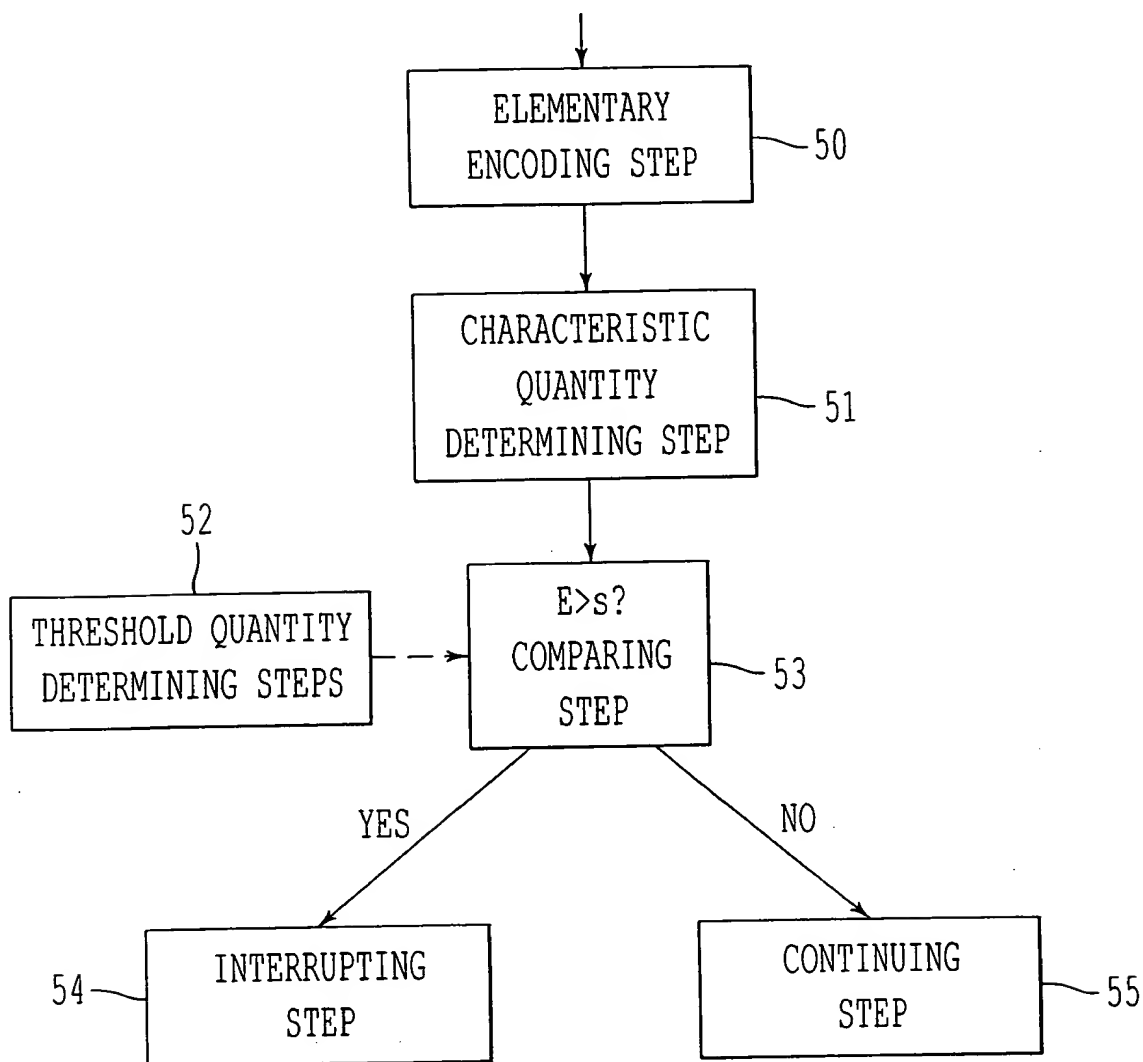 ELEMENTARY
ENCODING STEP
50
CHARACTERISTIC
QUANTITY
DETERMINING STEP
51
52
THRESHOLD QUANTITY
DETERMINING STEPS
E>s?
COMPARING
STEP
53
YES
NO
54
INTERRUPTING
STEP
CONTINUING
STEP
55